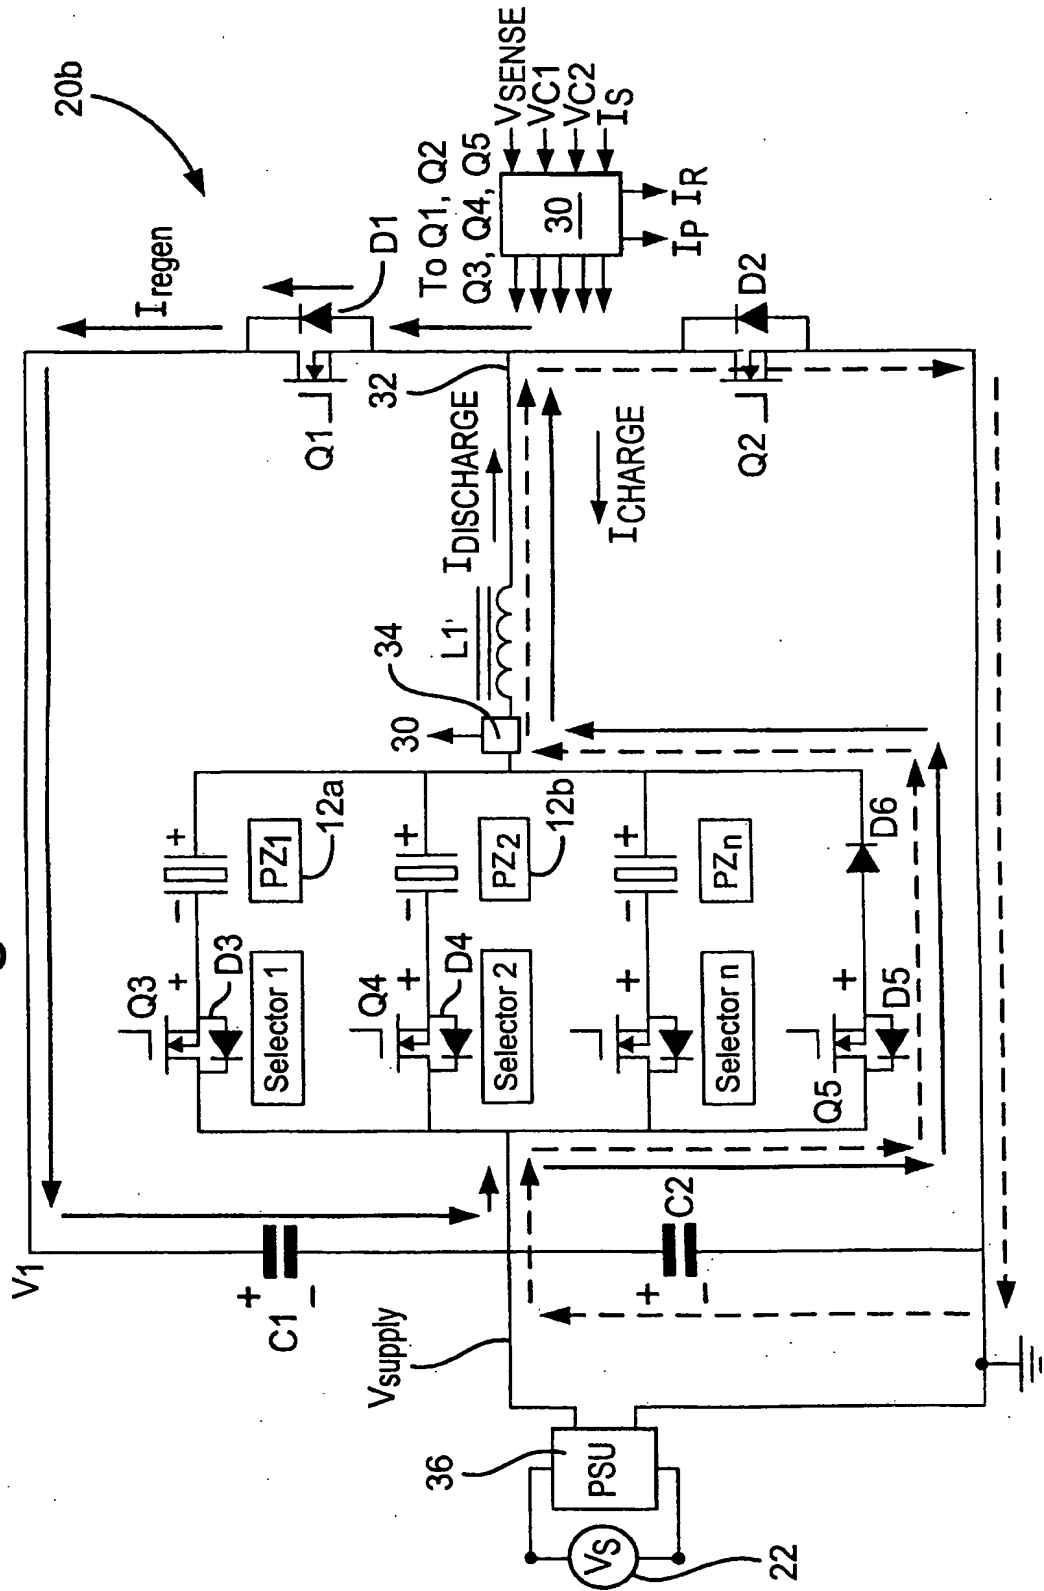 20b
Iregen
D1
Q1
To Q1, Q2
Q3, Q4, Q5
VSENSE
VC1
VC2
IS
30
IP
IR
32
IDISCHARGE
ICHARGE
D2
Q2
L1'
34
30
12a
PZ1
12b
PZ2
PZn
+
-
+
-
+
-
D6
Q3
+
D3
Selector 1
Q4
+
D4
Selector 2
+
Selector n
Q5
+
D5
V1
+
C1
-
+
C2
-
Vsupply
36
PSU
VS
22